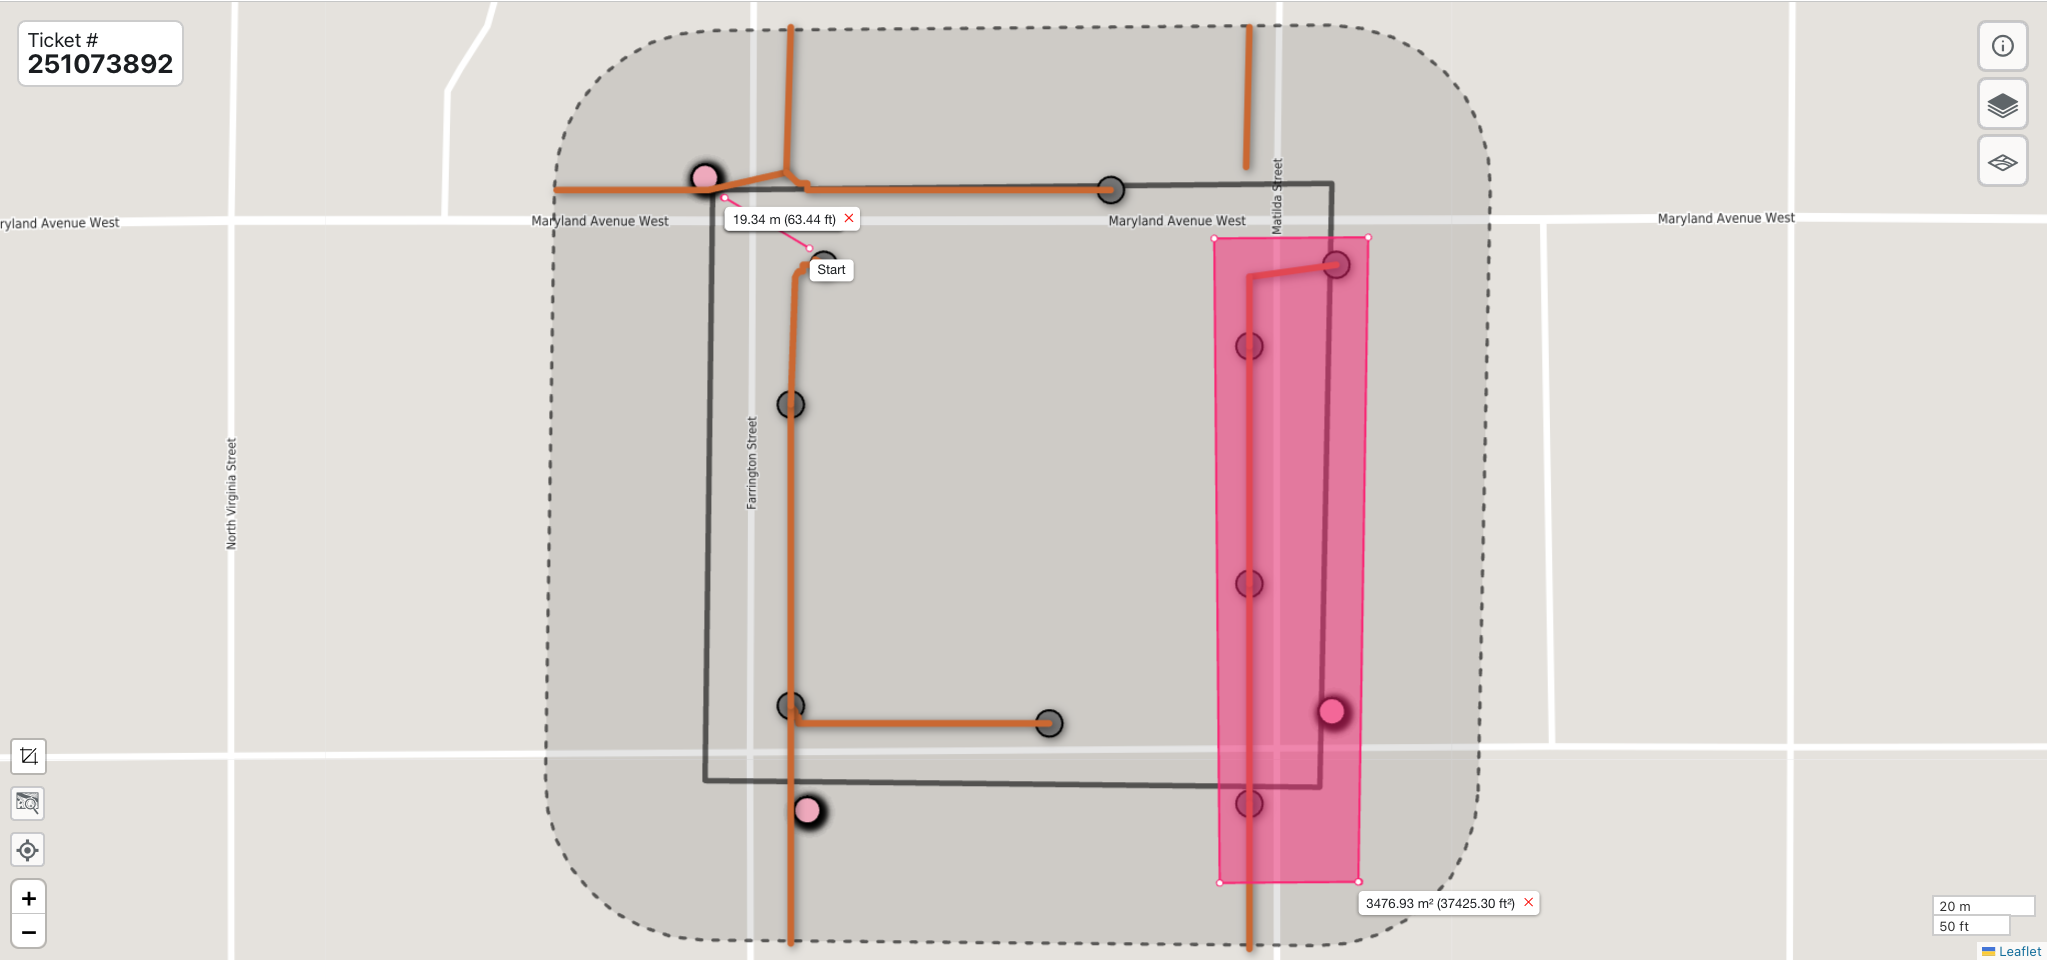 Ticket #
251073892
Matilda Street
ryland Avenue West
Maryland Avenue West
19.34 m (63.44 ft)
Maryland Avenue West
Maryland Avenue West
Start
Farrington Street
North Virginia Street
+
−
3476.93 m² (37425.30 ft²)
20 m
50 ft
Leaflet